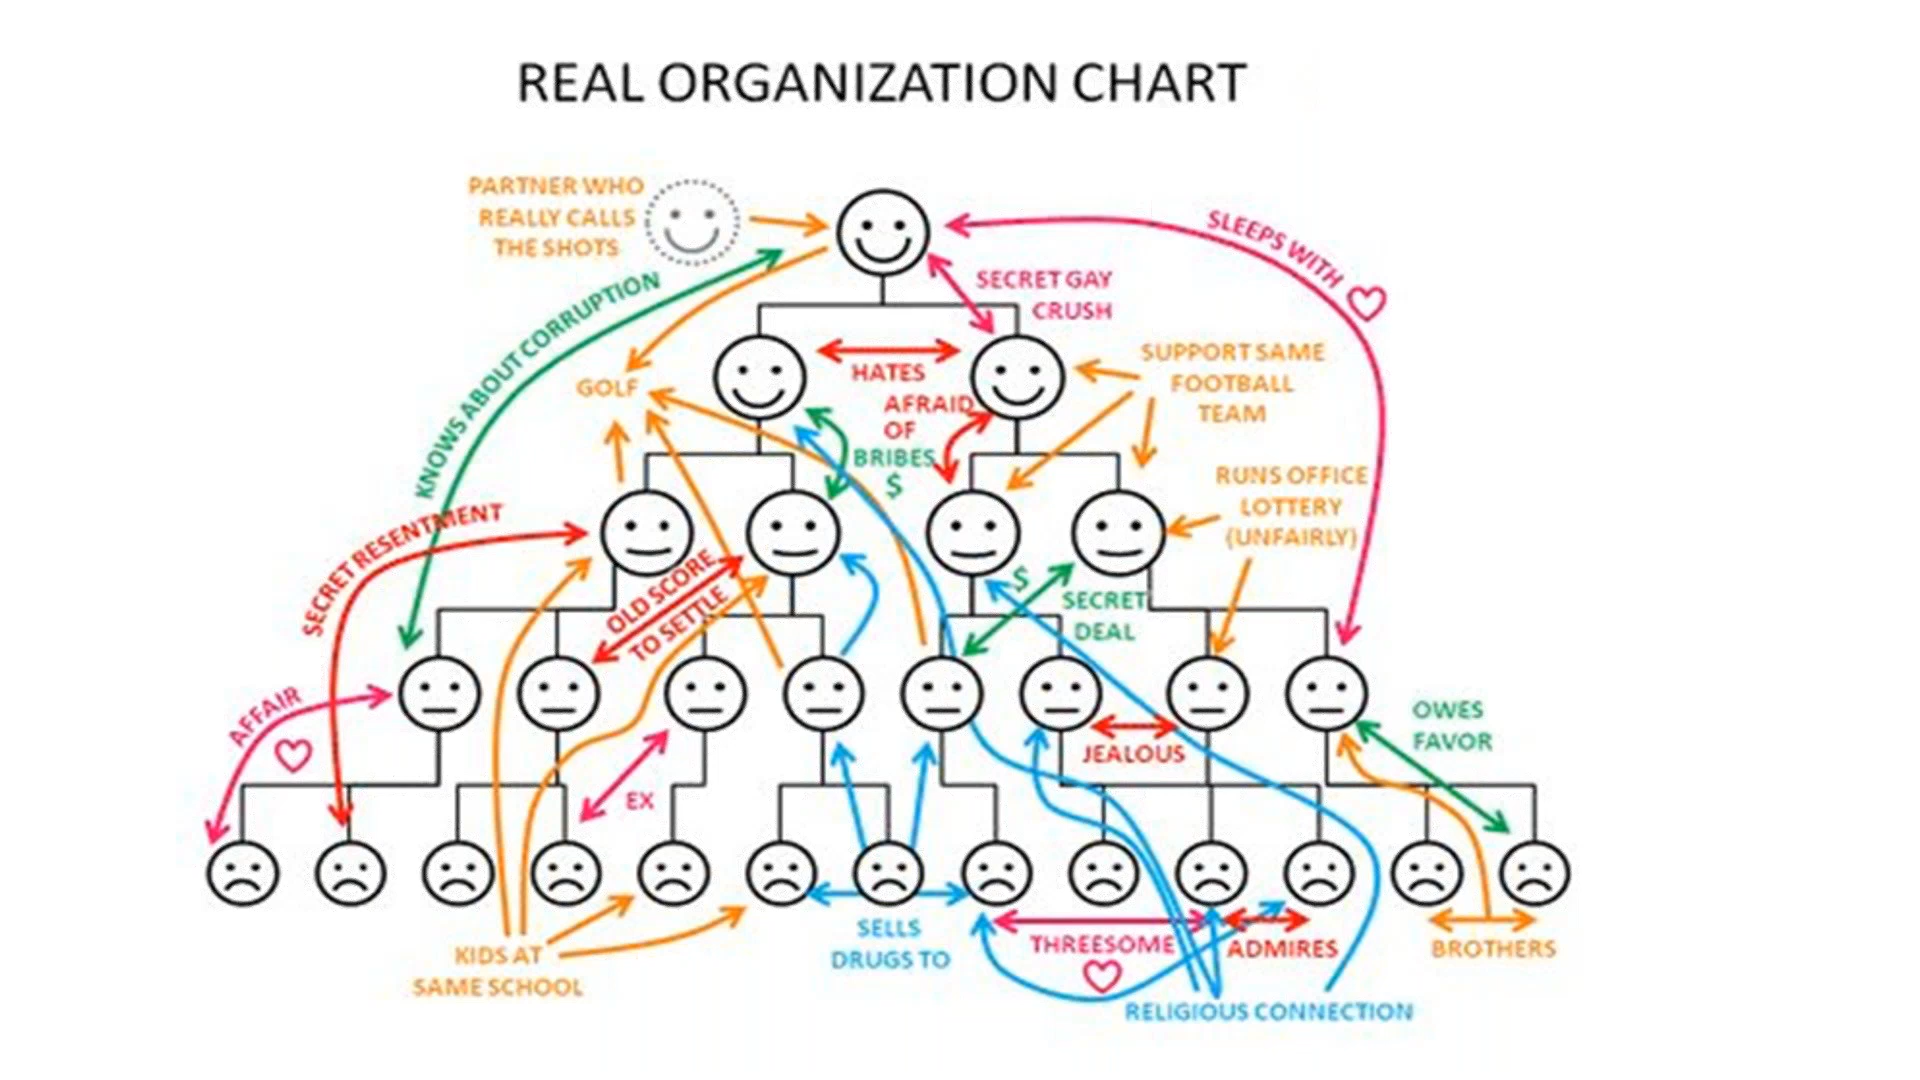 REAL ORGANIZATION CHART
PARTNER WHO
REALLY CALLS
THE SHOTS
SLEEPS WITH
SECRET GAY
CRUSH
KNOWS ABOUT CORRUPTION
HATES
GOLF
SUPPORT SAME
FOOTBALL
TEAM
AFRAID
OF
BRIBES
$
RUNS OFFICE
LOTTERY
(UNFAIRLY)
SECRET RESENTMENT
OLD SCORE
TO SETTLE
$
SECRET
DEAL
AFFAIR
OWES
FAVOR
JEALOUS
EX
KIDS AT
SAME SCHOOL
SELLS
DRUGS TO
THREESOME
ADMIRES
BROTHERS
RELIGIOUS CONNECTION